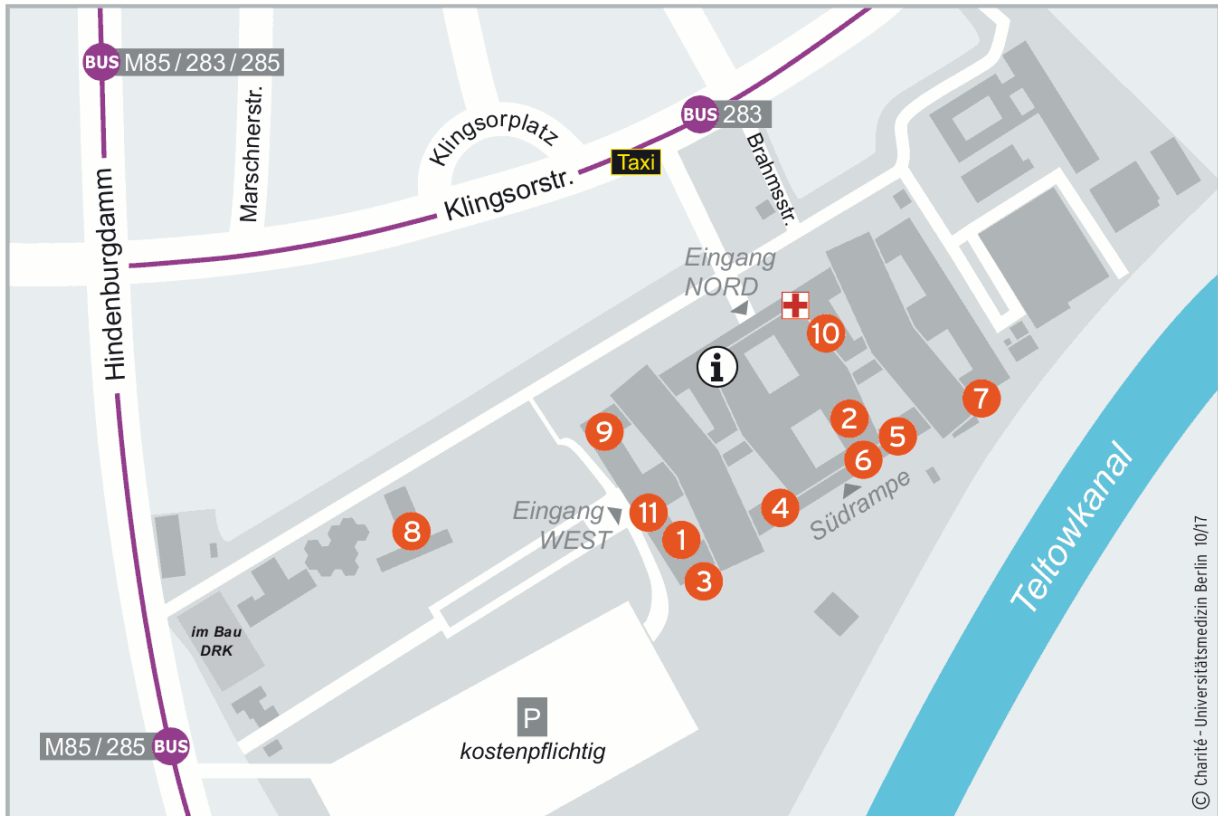 BUS M85 / 283 / 285
Marschnerstr.
Klingsorplatz
BUS 283
Taxi
Klingsorstr.
Brahmsstr.
Hindenburgdamm
Eingang
NORD
10
i
7
2
9
5
6
Südrampe
4
Eingang
WEST
11
8
1
3
Teltowkanal
im Bau
DRK
P
kostenpflichtig
M85 / 285 BUS
© Charité - Universitätsmedizin Berlin 10/17